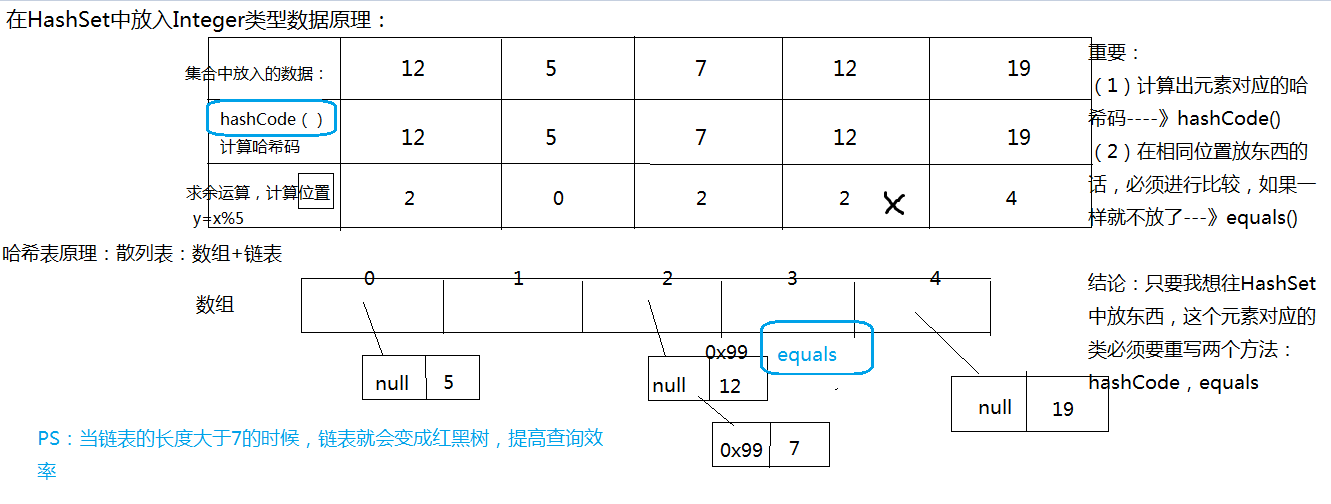 在HashSet中放入Integer类型数据原理：
集合中放入的数据： 12 5 7 12 19
hashCode（ ）
计算哈希码 12 5 7 12 19
求余运算，计算位置
y=x%5 2 0 2 2 X 4
重要：
（1）计算出元素对应的哈
希码----》hashCode()
（2）在相同位置放东西的
话，必须进行比较，如果一
样就不放了---》equals()
哈希表原理：散列表：数组+链表
0 1 2 3 4
数组
结论：只要我想往HashSet
中放东西，这个元素对应的
类必须要重写两个方法：
hashCode，equals
0x99 equals
null 5
null 12
null 19
0x99 7
PS：当链表的长度大于7的时候，链表就会变成红黑树，提高查询效
率